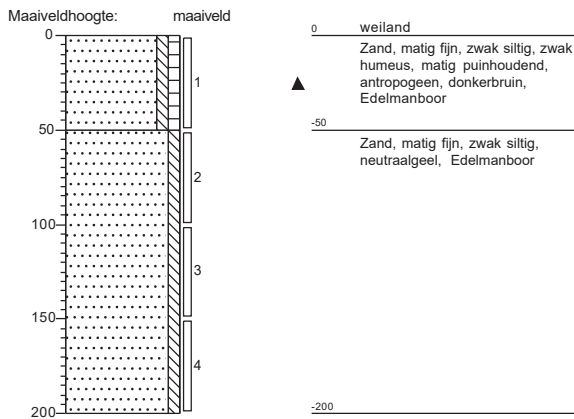 Maaiveldhoogte: maaiveld
0
50
100
150
200
1
2
3
4
0 weiland
Zand, matig fijn, zwak siltig, zwak
humeus, matig puinhoudend,
antropogeen, donkerbruin,
Edelmanboor
-50
Zand, matig fijn, zwak siltig,
neutraalgeel, Edelmanboor
-200